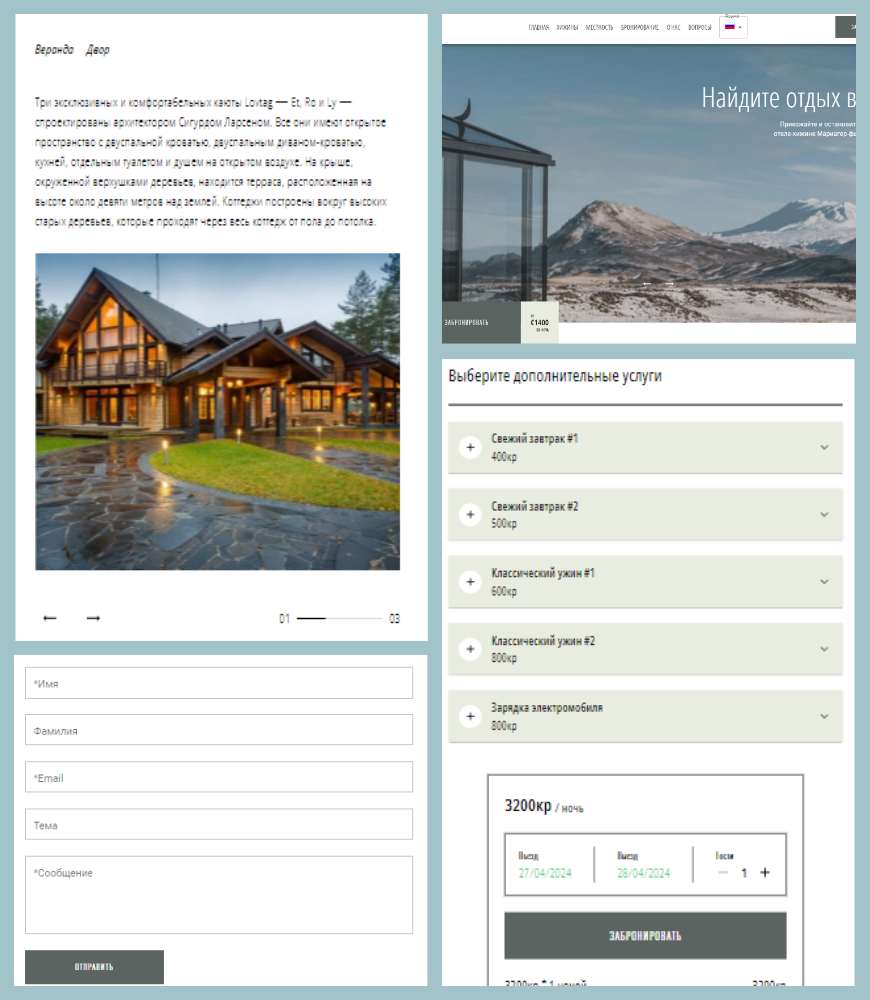 Веранда Двор
Три эксклюзивных и комфортабельных каюты Lovtag — Et, Ro и Ly —
спроектированы архитектором Сигурдом Ларсеном. Все они имеют открытое
пространство с двуспальной кроватью, двуспальным диваном-кроватью,
кухней, отдельным туалетом и душем на открытом воздухе. На крыше,
окруженной верхушками деревьев, находится терраса, расположенная на
высоте около девяти метров над землей. Коттеджи построены вокруг высоких
старых деревьев, которые проходят через весь коттедж от пола до потолка.
01 03
*Имя
Фамилия
*Email
Тема
*Сообщение
ОТПРАВИТЬ
ГЛАВНАЯ ХИЖИНЫ МЕСТНОСТЬ БРОНИРОВАНИЕ О НАС ВОПРОСЫ
Найдите отдых в
Приезжайте и остановит
отеле-хижине Мариагер-фь
ЗАБРОНИРОВАТЬ
€1400
Выберите дополнительные услуги
Свежий завтрак #1
400кр
Свежий завтрак #2
500кр
Классический ужин #1
600кр
Классический ужин #2
800кр
Зарядка электромобиля
800кр
3200кр / ночь
Выезд Выезд Гости
27/04/2024 28/04/2024 1
ЗАБРОНИРОВАТЬ
3200кр * 1 ночей 3200кр